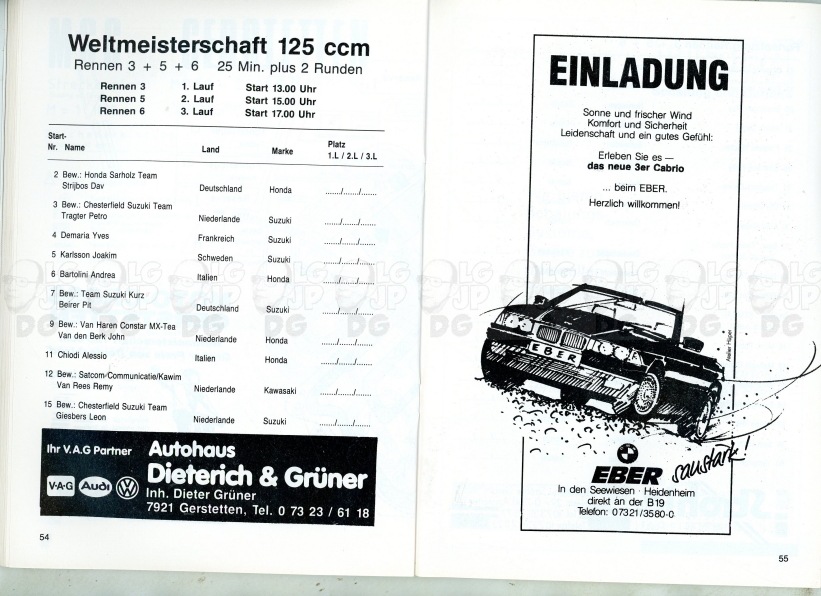 Weltmeisterschaft 125 ccm
Rennen 3 + 5 + 6 25 Min. plus 2 Runden
Rennen 3 1. Lauf Start 13.00 Uhr
Rennen 5 2. Lauf Start 15.00 Uhr
Rennen 6 3. Lauf Start 17.00 Uhr
Start-
Nr. Name Land Marke Platz
1.L / 2.L / 3.L
2 Bew.: Honda Sarholz Team
Strijbos Dav Deutschland Honda ......./......./.......
3 Bew.: Chesterfield Suzuki Team
Tragter Petro Niederlande Suzuki ......./......./.......
4 Demaria Yves Frankreich Suzuki ......./......./.......
5 Karlsson Joakim Schweden Suzuki ......./......./.......
6 Bartolini Andrea Italien Honda ......./......./.......
7 Bew.: Team Suzuki Kurz
Beirer Pit Deutschland Suzuki ......./......./.......
9 Bew.: Van Haren Constar MX-Tea
Van den Berk John Niederlande Honda ......./......./.......
11 Chiodi Alessio Italien Honda ......./......./.......
12 Bew.: Satcom/Communicatie/Kawim
Van Rees Remy Niederlande Kawasaki ......./......./.......
15 Bew.: Chesterfield Suzuki Team
Giesbers Leon Niederlande Suzuki ......./......./.......
Ihr V.A.G Partner Autohaus
Dieterich & Grüner
V·A·G Audi VW
Inh. Dieter Grüner
7921 Gerstetten, Tel. 0 73 23 / 61 18
54
EINLADUNG
Sonne und frischer Wind
Komfort und Sicherheit
Leidenschaft und ein gutes Gefühl:
Erleben Sie es —
das neue 3er Cabrio
... beim EBER.
Herzlich willkommen!
EBER
BMW
EBER saustark!
In den Seewiesen · Heidenheim
direkt an der B19
Telefon: 07321/3580-0
55
LG JP DG